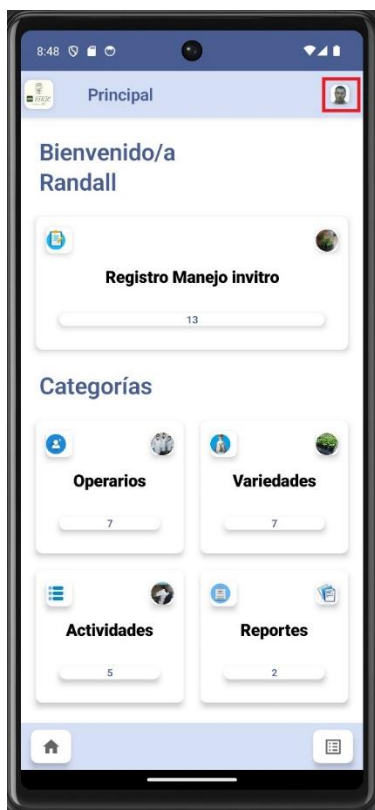 8:48
Principal
Bienvenido/a
Randall
Registro Manejo invitro
13
Categorías
Operarios
7
Variedades
7
Actividades
5
Reportes
2